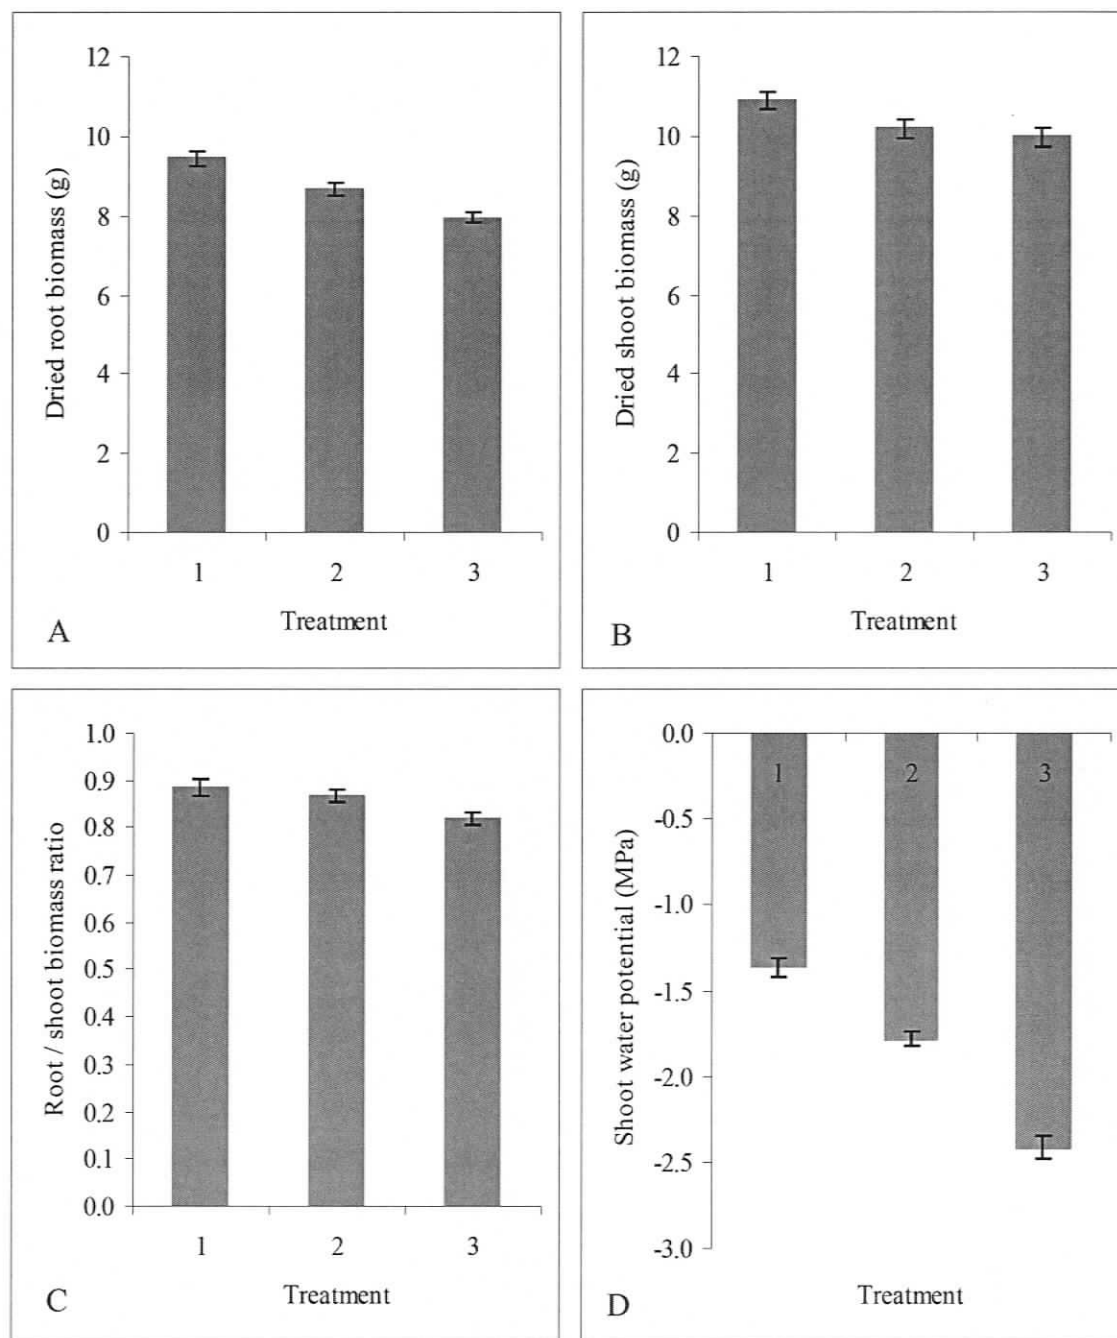 12
10
8
6
4
2
0
Dried root biomass (g)
1 2 3
Treatment
A
12
10
8
6
4
2
0
Dried shoot biomass (g)
1 2 3
Treatment
B
1.0
0.9
0.8
0.7
0.6
0.5
0.4
0.3
0.2
0.1
0.0
Root / shoot biomass ratio
1 2 3
Treatment
C
0.0
-0.5
-1.0
-1.5
-2.0
-2.5
-3.0
Shoot water potential (MPa)
1 2 3
Treatment
D